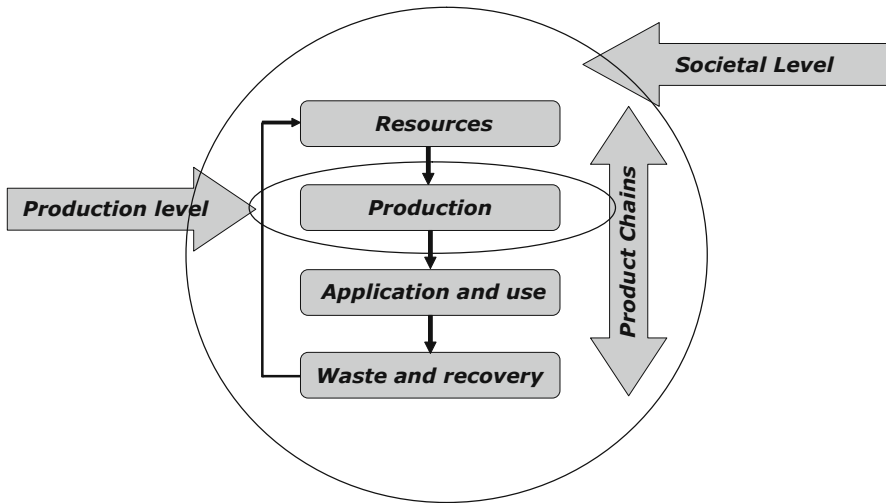 Societal Level
Resources
Production level
Production
Product Chains
Application and use
Waste and recovery